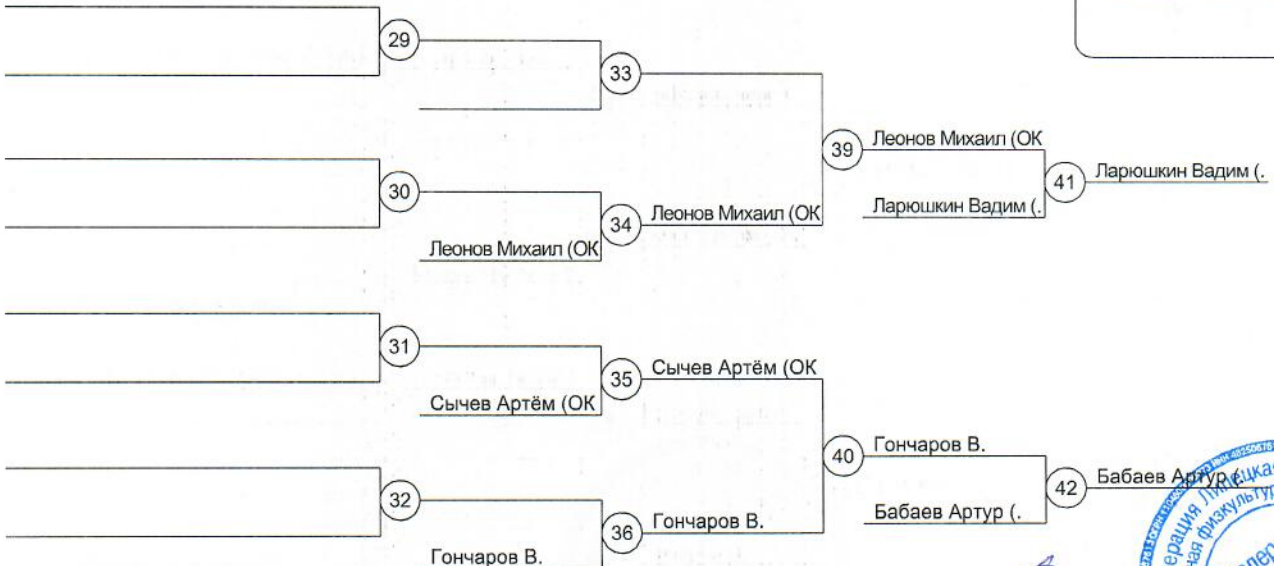 29
33
39
Леонов Михаил (ОК
41
Ларюшкин Вадим (.
30
34
Леонов Михаил (ОК
Ларюшкин Вадим (.
Леонов Михаил (ОК
31
35
Сычев Артём (ОК
Сычев Артём (ОК
40
Гончаров В.
42
Бабаев Артур (.
32
36
Гончаров В.
Бабаев Артур (.
Гончаров В.